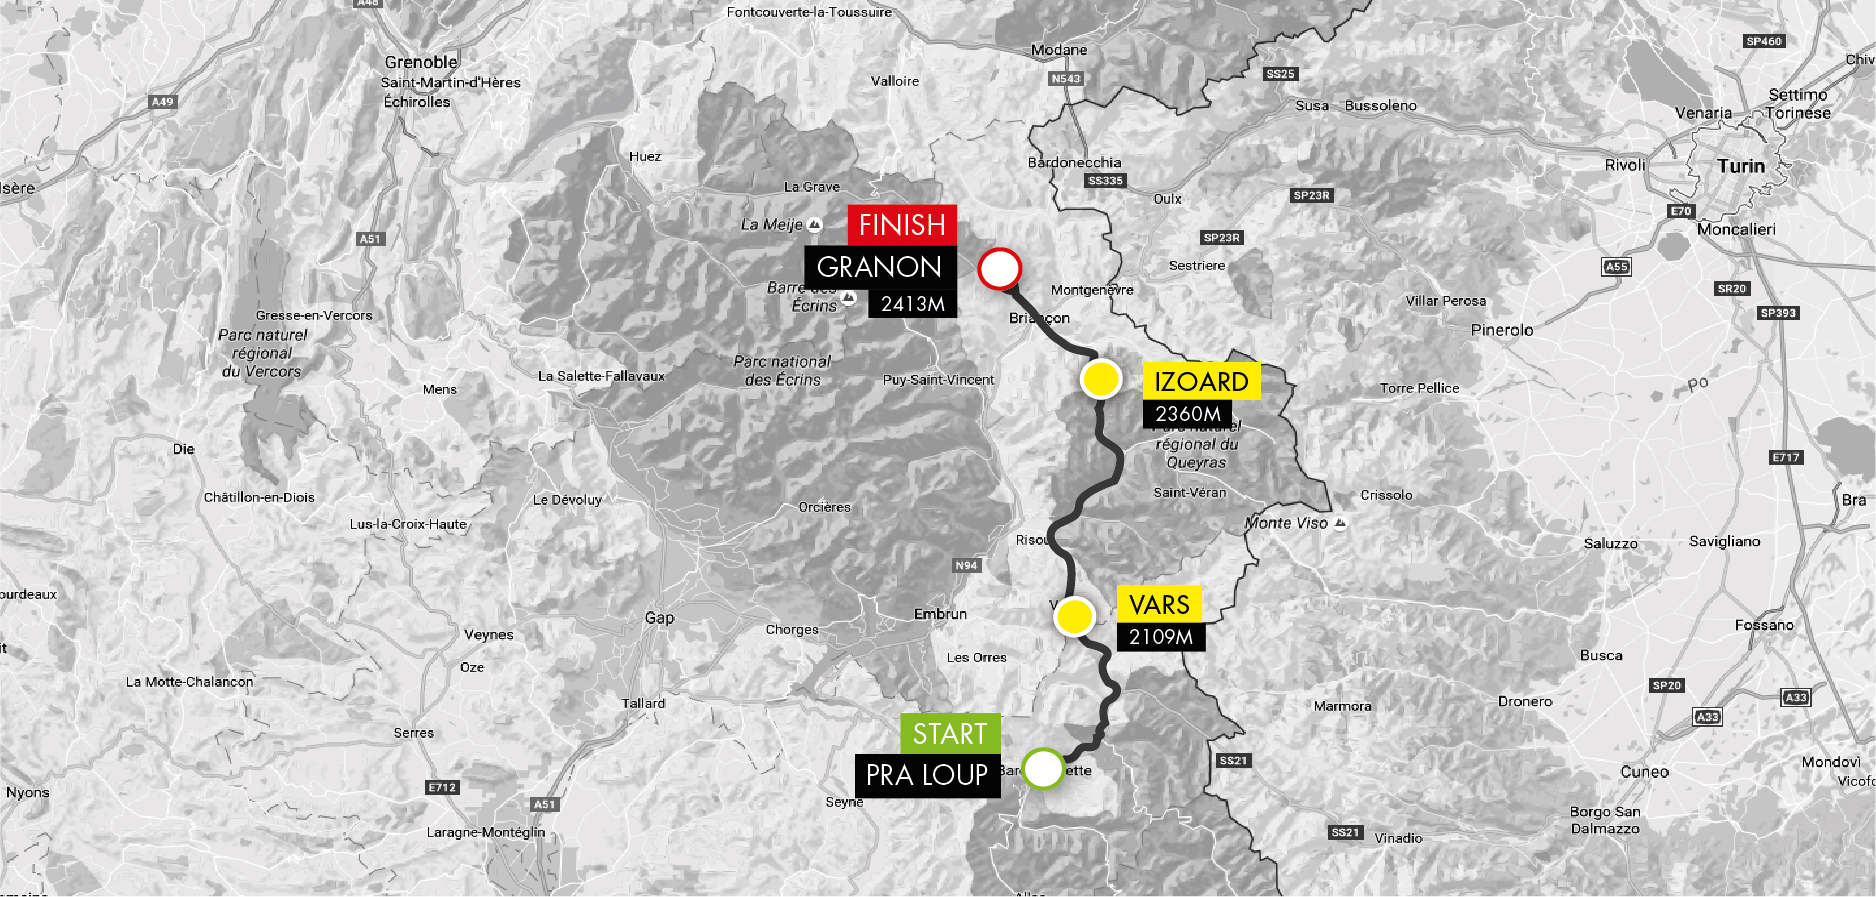 A48
Fontcouverte-la-Toussuire
Modane
SP460
Grenoble
Chiv
Saint-Martin-d'Hères
Valloire
N543
SS25
Échirolles
A49
Susa
Bussoleno
Settimo
Torinese
Venaria
Huez
Bardonecchia
Rivoli
Turin
SS335
lsère
La Grave
Oulx
SP23R
E70
La Meije
FINISH
GRANON
2413M
A51
SP23R
Moncalieri
Sestriere
A55
Barre des
Écrins
Montgenèvre
SR20
Villar Perosa
Gresse-en-Vercors
Briançon
SP393
Parc naturel
régional
du Vercors
Pinerolo
Parc national
des Écrins
La Salette-Fallavaux
Puy-Saint-Vincent
IZOARD
2360M
Mens
Torre Pellice
Po
Parc naturel
régional du
Queyras
Die
E717
Châtillon-en-Diois
Le Dévoluy
Saint-Véran
Crissolo
Bra
Orcières
Lus-la-Croix-Haute
Monte Viso
Risou
Saluzzo
Savigliano
N94
ourdeaux
VARS
2109M
V
Embrun
Gap
Chorges
Fossano
Veynes
it
Les Orres
Busca
Oze
La Motte-Chalancon
SP20
A33
Tallard
Marmora
Dronero
A33
START
PRA LOUP
Serres
SS21
Bar
ette
Cuneo
Mondovì
Vicofo
E712
Nyons
A51
Seyne
Borgo San
Dalmazzo
Laragne-Montéglin
SS21
Vinadio